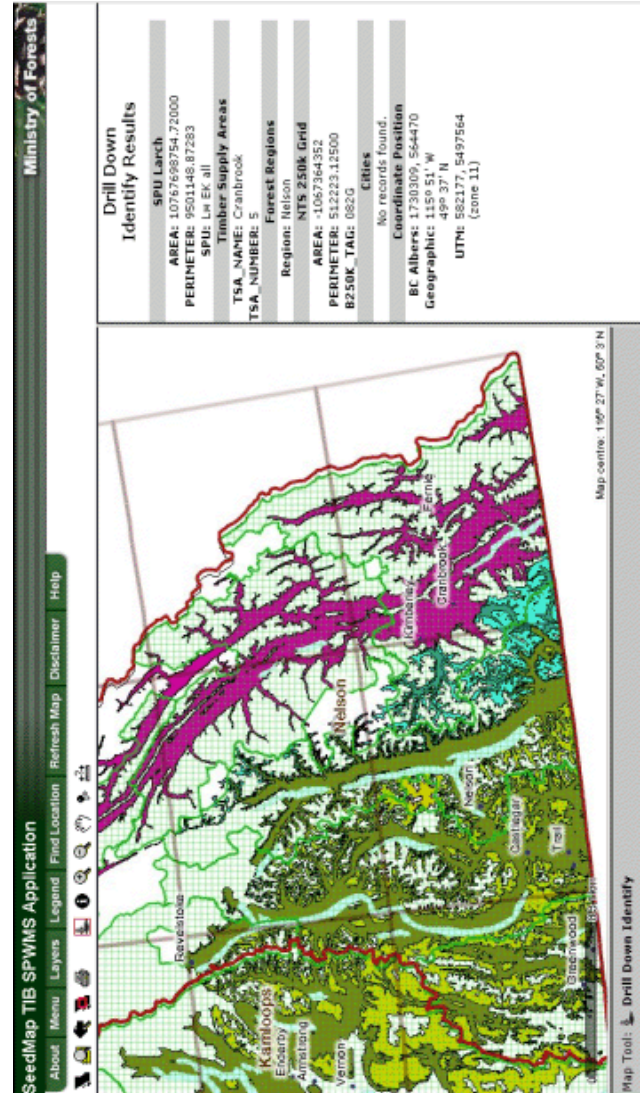 SeedMap TIB SPWMS Application
Ministry of Forests
About Menu Layers Legend Find Location Refresh Map Disclaimer Help
Revelstoke
Kamloops
Enderby
Armstrong
Vernon
Nelson
Kimberley
Cranbrook
Fernie
Nelson
Castlegar
Trail
Greenwood
Map centre: 116° 27' W, 50° 3' N
Map Tool: Drill Down Identify
Drill Down
Identify Results
SPU Larch
AREA: 10767698754.72000
PERIMETER: 9501148.87283
SPU: Lw EK all
Timber Supply Areas
TSA_NAME: Cranbrook
TSA_NUMBER: 5
Forest Regions
Region: Nelson
NTS 250k Grid
AREA: -1067364352
PERIMETER: 512223.12500
B250K_TAG: 082G
Cities
No records found.
Coordinate Position
BC Albers: 1730309, 564470
Geographic: 115° 51' W
49° 37' N
UTM: 582177, 5497564
(zone 11)